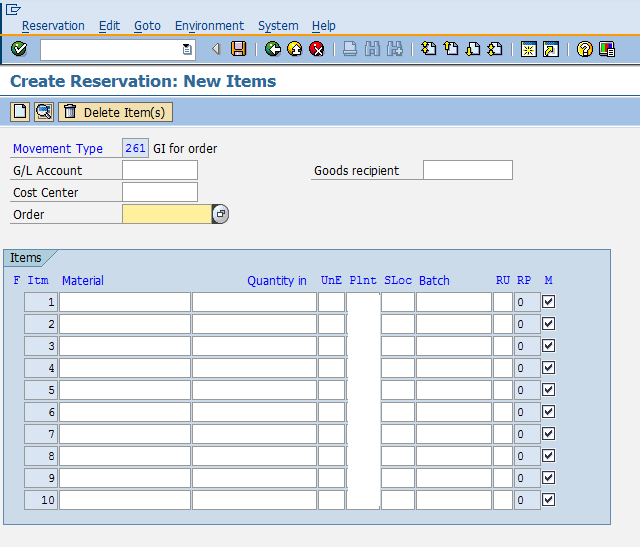 Reservation Edit Goto Environment System Help
Create Reservation: New Items
Delete Item(s)
Movement Type 261 GI for order
G/L Account Goods recipient
Cost Center
Order
Items
F Itm Material Quantity in UnE Plnt SLoc Batch RU RP M
1 0
2 0
3 0
4 0
5 0
6 0
7 0
8 0
9 0
10 0